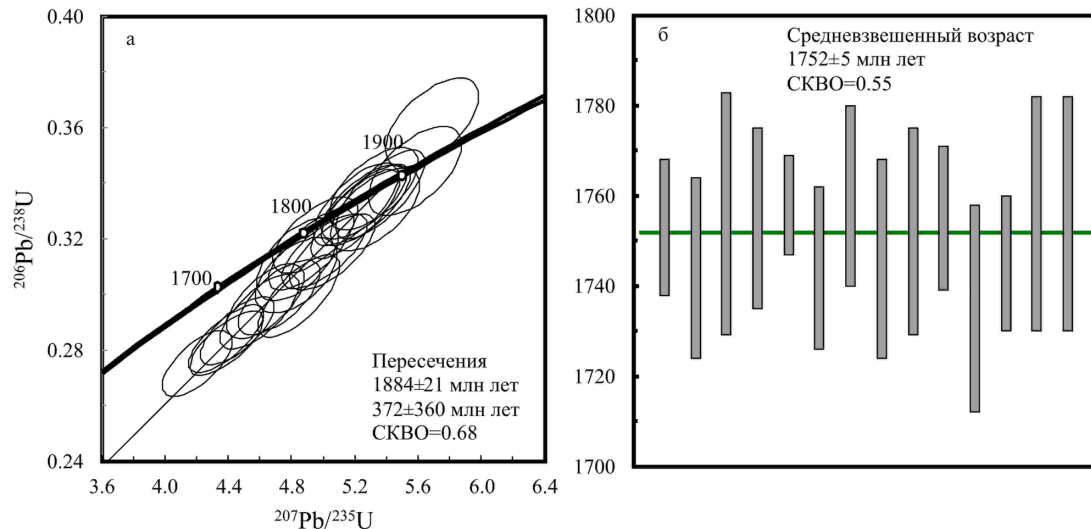 0.40
0.36
0.32
0.28
0.24
3.6 4.0 4.4 4.8 5.2 5.6 6.0 6.4
²⁰⁶Pb/²³⁸U
²⁰⁷Pb/²³⁵U
а
1900
1800
1700
Пересечения
1884±21 млн лет
372±360 млн лет
СКВО=0.68
1800
1780
1760
1740
1720
1700
б
Средневзвешенный возраст
1752±5 млн лет
СКВО=0.55